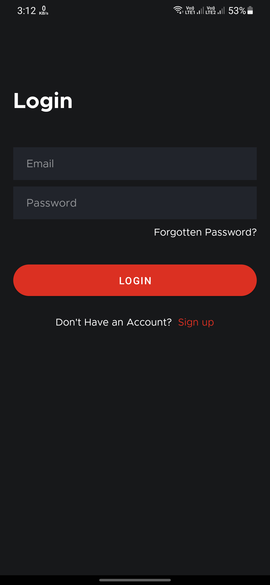 3:12 0 KB/s Vo) LTE1 Vo) LTE2 53%
Login
Email
Password
Forgotten Password?
LOGIN
Don't Have an Account? Sign up